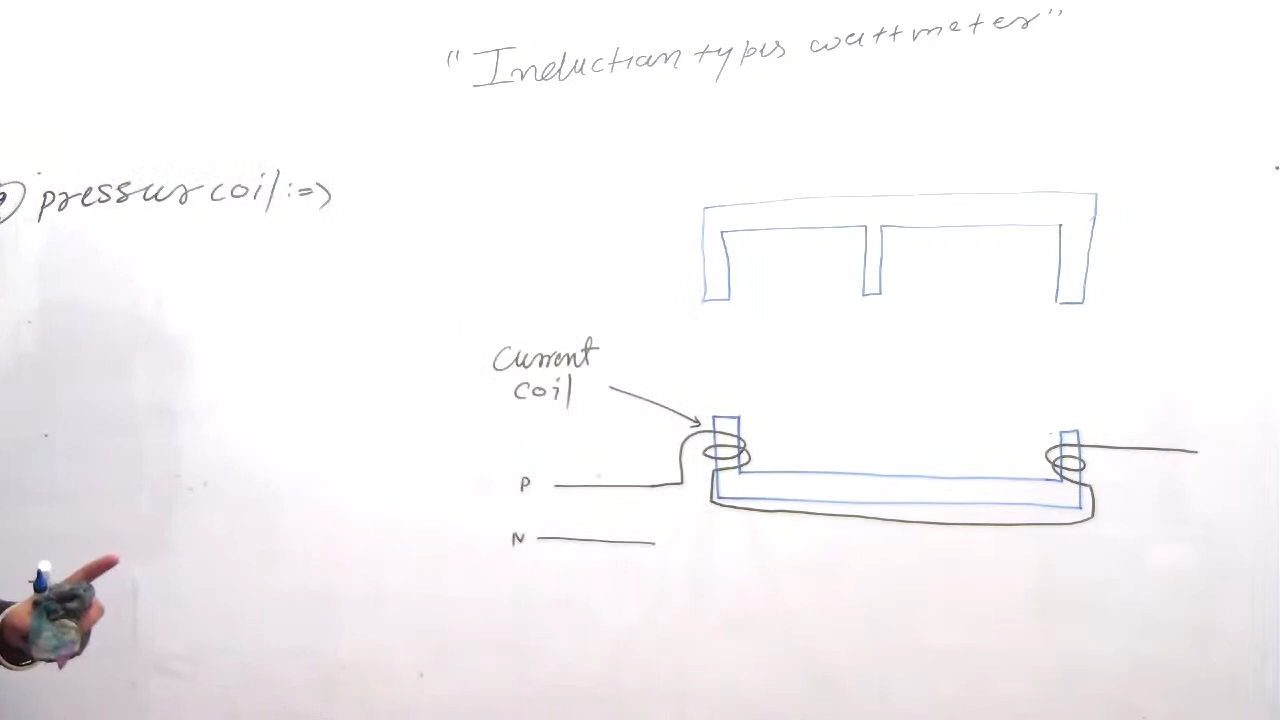 "Induction types wattmeter"
pressur coil :=>
Current
coil
P
N